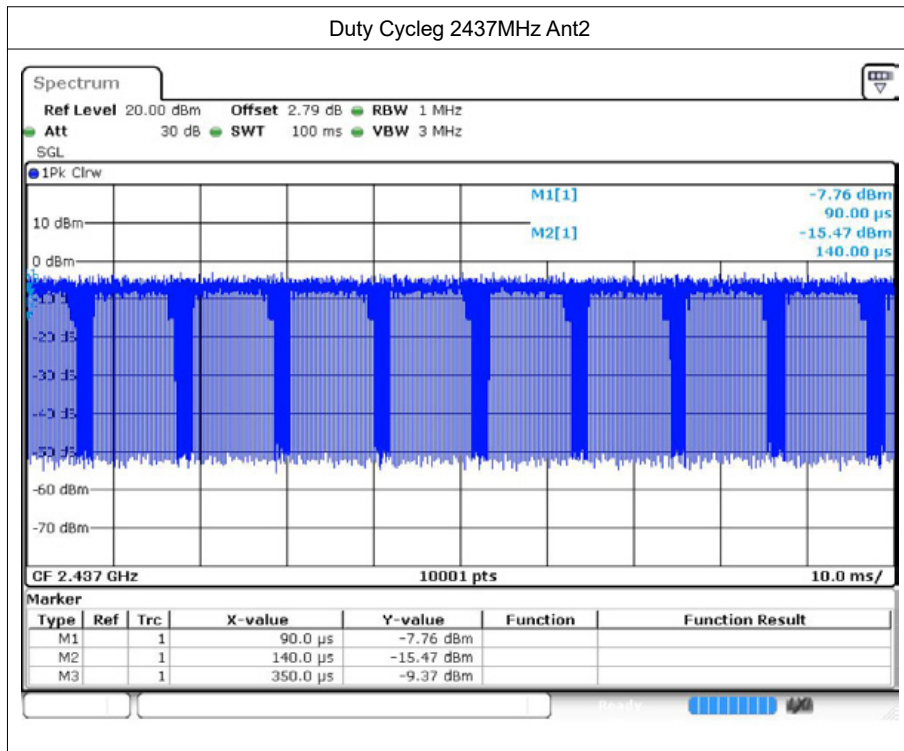 Duty Cycleg 2437MHz Ant2
Spectrum
Ref Level 20.00 dBm Offset 2.79 dB RBW 1 MHz
Att 30 dB SWT 100 ms VBW 3 MHz
SGL
1Pk Clrw
M1[1] -7.76 dBm
90.00 µs
10 dBm
M2[1] -15.47 dBm
140.00 µs
0 dBm
-60 dBm
-70 dBm
CF 2.437 GHz 10001 pts 10.0 ms/
Marker
Type Ref Trc X-value Y-value Function Function Result
M1 1 90.0 µs -7.76 dBm
M2 1 140.0 µs -15.47 dBm
M3 1 350.0 µs -9.37 dBm
Ready